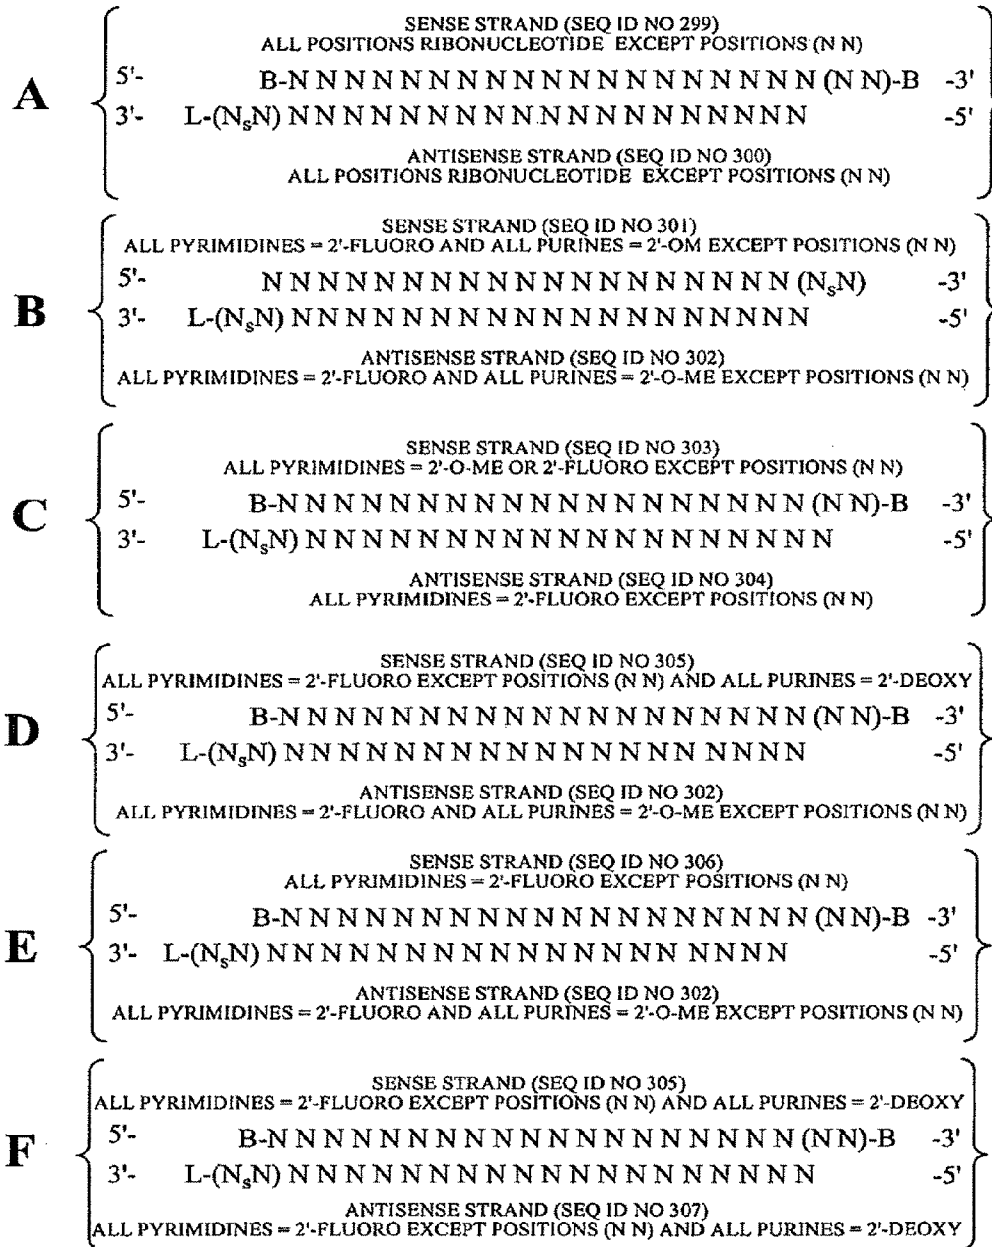 A
SENSE STRAND (SEQ ID NO 299)
ALL POSITIONS RIBONUCLEOTIDE EXCEPT POSITIONS (N N)
5'- B-N N N N N N N N N N N N N N N N N N N (N N)-B -3'
3'- L-(NsN) N N N N N N N N N N N N N N N N N N N -5'
ANTISENSE STRAND (SEQ ID NO 300)
ALL POSITIONS RIBONUCLEOTIDE EXCEPT POSITIONS (N N)
B
SENSE STRAND (SEQ ID NO 301)
ALL PYRIMIDINES = 2'-FLUORO AND ALL PURINES = 2'-OM EXCEPT POSITIONS (N N)
5'- N N N N N N N N N N N N N N N N N N N (NsN) -3'
3'- L-(NsN) N N N N N N N N N N N N N N N N N N N -5'
ANTISENSE STRAND (SEQ ID NO 302)
ALL PYRIMIDINES = 2'-FLUORO AND ALL PURINES = 2'-O-ME EXCEPT POSITIONS (N N)
C
SENSE STRAND (SEQ ID NO 303)
ALL PYRIMIDINES = 2'-O-ME OR 2'-FLUORO EXCEPT POSITIONS (N N)
5'- B-N N N N N N N N N N N N N N N N N N N (N N)-B -3'
3'- L-(NsN) N N N N N N N N N N N N N N N N N N N -5'
ANTISENSE STRAND (SEQ ID NO 304)
ALL PYRIMIDINES = 2'-FLUORO EXCEPT POSITIONS (N N)
D
SENSE STRAND (SEQ ID NO 305)
ALL PYRIMIDINES = 2'-FLUORO EXCEPT POSITIONS (N N) AND ALL PURINES = 2'-DEOXY
5'- B-N N N N N N N N N N N N N N N N N N N (N N)-B -3'
3'- L-(NsN) N N N N N N N N N N N N N N N N N N N -5'
ANTISENSE STRAND (SEQ ID NO 302)
ALL PYRIMIDINES = 2'-FLUORO AND ALL PURINES = 2'-O-ME EXCEPT POSITIONS (N N)
E
SENSE STRAND (SEQ ID NO 306)
ALL PYRIMIDINES = 2'-FLUORO EXCEPT POSITIONS (N N)
5'- B-N N N N N N N N N N N N N N N N N N N (N N)-B -3'
3'- L-(NsN) N N N N N N N N N N N N N N N N N N N -5'
ANTISENSE STRAND (SEQ ID NO 302)
ALL PYRIMIDINES = 2'-FLUORO AND ALL PURINES = 2'-O-ME EXCEPT POSITIONS (N N)
F
SENSE STRAND (SEQ ID NO 305)
ALL PYRIMIDINES = 2'-FLUORO EXCEPT POSITIONS (N N) AND ALL PURINES = 2'-DEOXY
5'- B-N N N N N N N N N N N N N N N N N N N (N N)-B -3'
3'- L-(NsN) N N N N N N N N N N N N N N N N N N N -5'
ANTISENSE STRAND (SEQ ID NO 307)
ALL PYRIMIDINES = 2'-FLUORO EXCEPT POSITIONS (N N) AND ALL PURINES = 2'-DEOXY